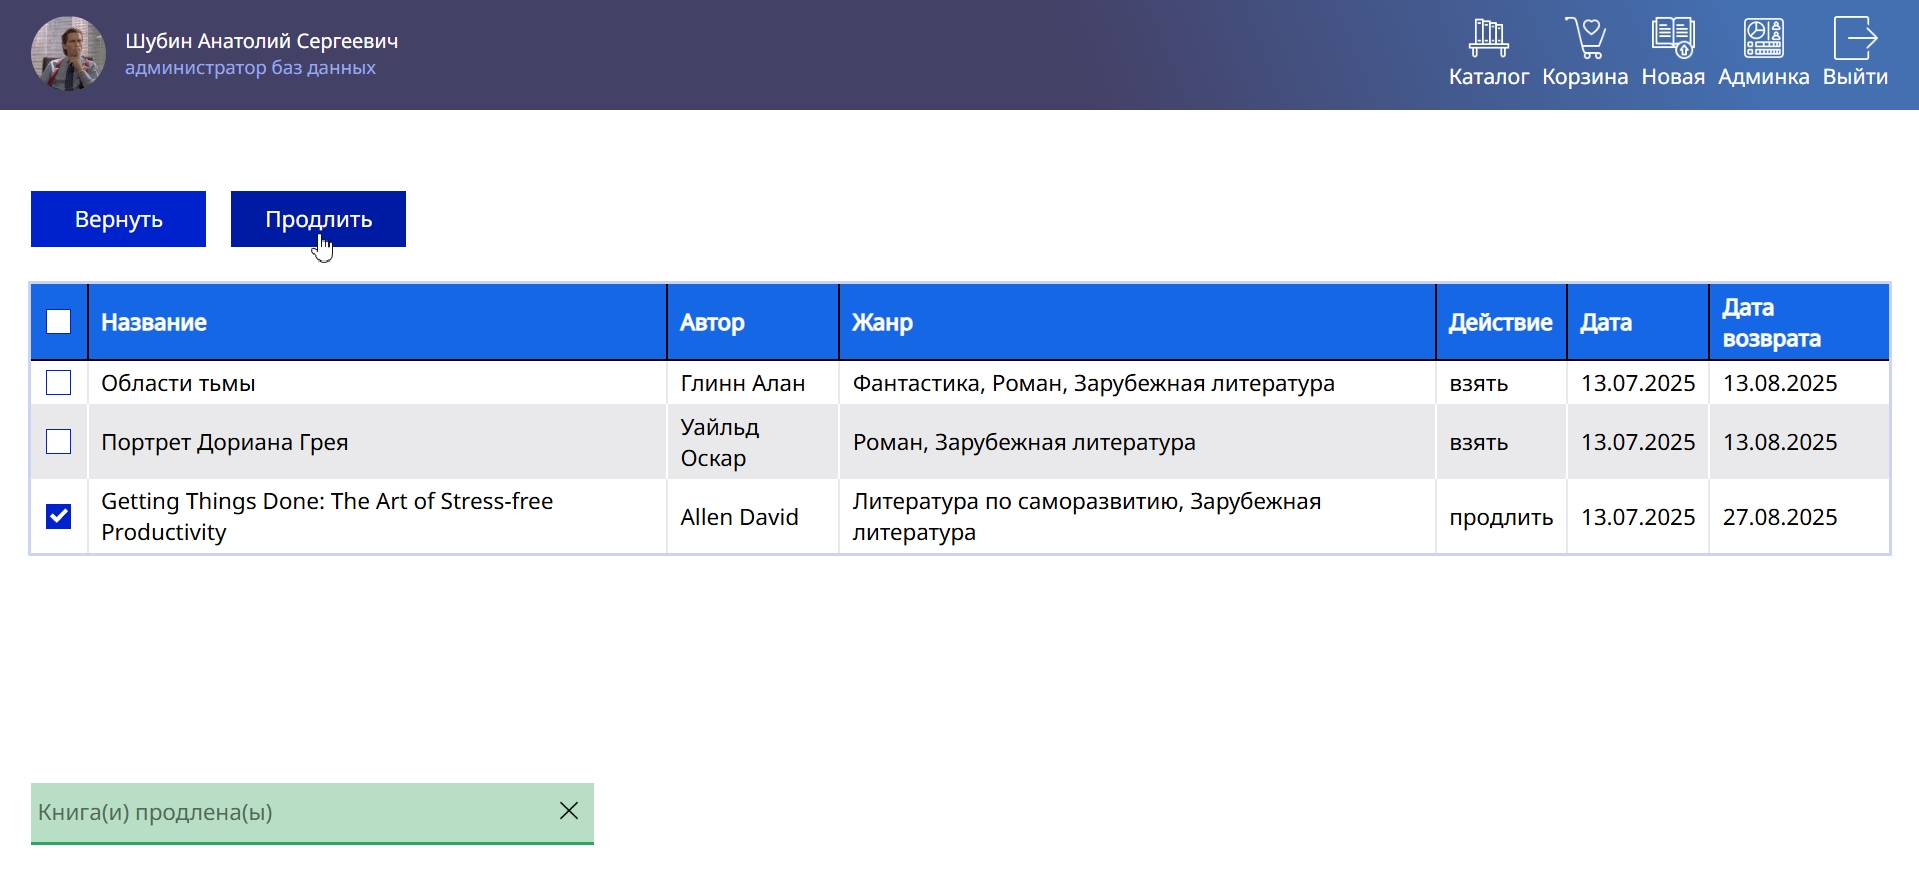 Шубин Анатолий Сергеевич
администратор баз данных
Каталог Корзина Новая Админка Выйти
Вернуть Продлить
Название Автор Жанр Действие Дата Дата возврата
Области тьмы Глинн Алан Фантастика, Роман, Зарубежная литература взять 13.07.2025 13.08.2025
Портрет Дориана Грея Уайльд Оскар Роман, Зарубежная литература взять 13.07.2025 13.08.2025
Getting Things Done: The Art of Stress-free
Productivity
Allen David
Литература по саморазвитию, Зарубежная
литература
продлить 13.07.2025 27.08.2025
Книга(и) продлена(ы)